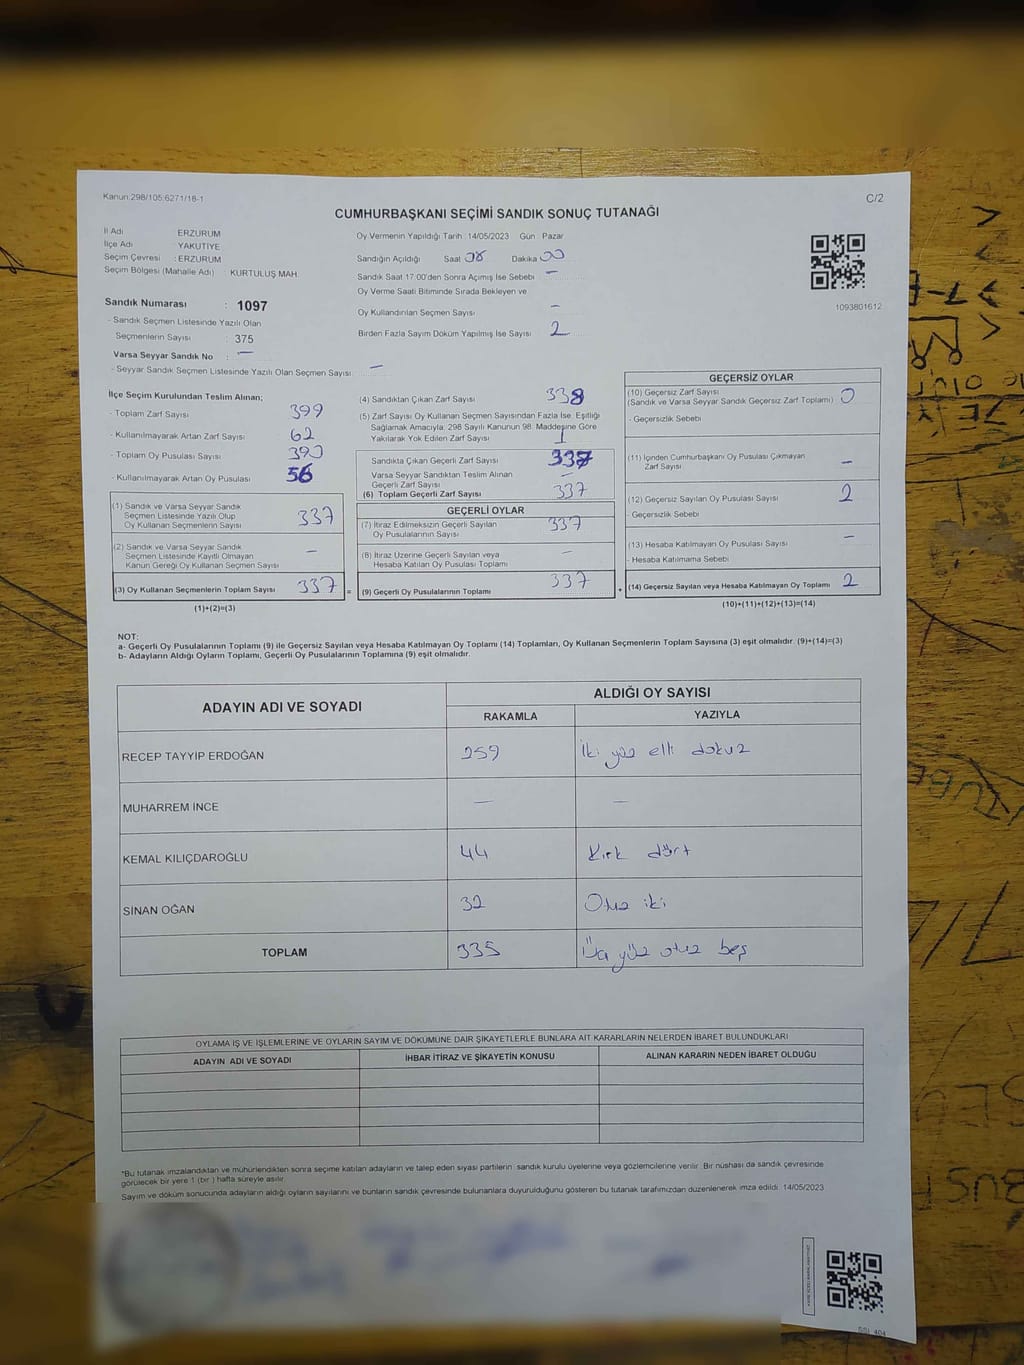 Kanun:298/105;6271/18-1
C/2
CUMHURBAŞKANI SEÇİMİ SANDIK SONUÇ TUTANAĞI
İl Adı ERZURUM
İlçe Adı YAKUTİYE
Seçim Çevresi : ERZURUM
Seçim Bölgesi (Mahalle Adı) : KURTULUŞ MAH.
Sandık Numarası : 1097
- Sandık Seçmen Listesinde Yazılı Olan
Seçmenlerin Sayısı : 375
Varsa Seyyar Sandık No : —
- Seyyar Sandık Seçmen Listesinde Yazılı Olan Seçmen Sayısı: —
Oy Vermenin Yapıldığı Tarih 14/05/2023 Gün Pazar
Sandığın Açıldığı Saat 08 Dakika 00
Sandık Saat 17:00'den Sonra Açımış İse Sebebi —
Oy Verme Saati Bitiminde Sırada Bekleyen ve
Oy Kullandırılan Seçmen Sayısı —
Birden Fazla Sayım Döküm Yapılmış İse Sayısı 2
1093801612
İlçe Seçim Kurulundan Teslim Alınan;
- Toplam Zarf Sayısı 399
- Kullanılmayarak Artan Zarf Sayısı 62
- Toplam Oy Pusulası Sayısı 390
- Kullanılmayarak Artan Oy Pusulası 56
(1) Sandık ve Varsa Seyyar Sandık
Seçmen Listesinde Yazılı Olup
Oy Kullanan Seçmenlerin Sayısı 337
(2) Sandık ve Varsa Seyyar Sandık
Seçmen Listesinde Kayıtlı Olmayan
Kanun Gereği Oy Kullanan Seçmen Sayısı —
(3) Oy Kullanan Seçmenlerin Toplam Sayısı 337
(1)+(2)=(3)
(4) Sandıktan Çıkan Zarf Sayısı 338
(5) Zarf Sayısı Oy Kullanan Seçmen Sayısından Fazla İse, Eşitliği
Sağlamak Amacıyla; 298 Sayılı Kanunun 98. Maddesine Göre
Yakılarak Yok Edilen Zarf Sayısı 1
Sandıkta Çıkan Geçerli Zarf Sayısı 337
Varsa Seyyar Sandıktan Teslim Alınan
Geçerli Zarf Sayısı —
(6) Toplam Geçerli Zarf Sayısı 337
GEÇERLİ OYLAR
(7) İtiraz Edilmeksizin Geçerli Sayılan
Oy Pusulalarının Sayısı 337
(8) İtiraz Üzerine Geçerli Sayılan veya
Hesaba Katılan Oy Pusulası Toplamı —
= (9) Geçerli Oy Pusulalarının Toplamı 337
GEÇERSİZ OYLAR
(10) Geçersiz Zarf Sayısı
(Sandık ve Varsa Seyyar Sandık Geçersiz Zarf Toplamı) 0
- Geçersizlik Sebebi
(11) İçinden Cumhurbaşkanı Oy Pusulası Çıkmayan
Zarf Sayısı —
(12) Geçersiz Sayılan Oy Pusulası Sayısı 2
- Geçersizlik Sebebi
(13) Hesaba Katılmayan Oy Pusulası Sayısı —
- Hesaba Katılmama Sebebi
+ (14) Geçersiz Sayılan veya Hesaba Katılmayan Oy Toplamı 2
(10)+(11)+(12)+(13)=(14)
NOT:
a- Geçerli Oy Pusulalarının Toplamı (9) ile Geçersiz Sayılan veya Hesaba Katılmayan Oy Toplamı (14) Toplamları, Oy Kullanan Seçmenlerin Toplam Sayısına (3) eşit olmalıdır. (9)+(14)=(3)
b- Adayların Aldığı Oyların Toplamı, Geçerli Oy Pusulalarının Toplamına (9) eşit olmalıdır.
ADAYIN ADI VE SOYADI ALDIĞI OY SAYISI
RAKAMLA YAZIYLA
RECEP TAYYİP ERDOĞAN 259 İki yüz elli dokuz
MUHARREM İNCE — —
KEMAL KILIÇDAROĞLU 44 Kırk dört
SİNAN OĞAN 32 Otuz iki
TOPLAM 335 Üç yüz otuz beş
OYLAMA İŞ VE İŞLEMLERİNE VE OYLARIN SAYIM VE DÖKÜMÜNE DAİR ŞİKAYETLERLE BUNLARA AİT KARARLARIN NELERDEN İBARET BULUNDUKLARI
ADAYIN ADI VE SOYADI İHBAR İTİRAZ VE ŞİKAYETİN KONUSU ALINAN KARARIN NEDEN İBARET OLDUĞU
*Bu tutanak imzalandıktan ve mühürlendikten sonra seçime katılan adayların ve talep eden siyasi partilerin sandık kurulu üyelerine veya gözlemcilerine verilir. Bir nüshası da sandık çevresinde
görülecek bir yere 1 (bir) hafta süreyle asılır.
Sayım ve döküm sonucunda adayların aldığı oyların sayılarını ve bunların sandık çevresinde bulunanlara duyurulduğunu gösteren bu tutanak tarafımızdan düzenlenerek imza edildi. 14/05/2023